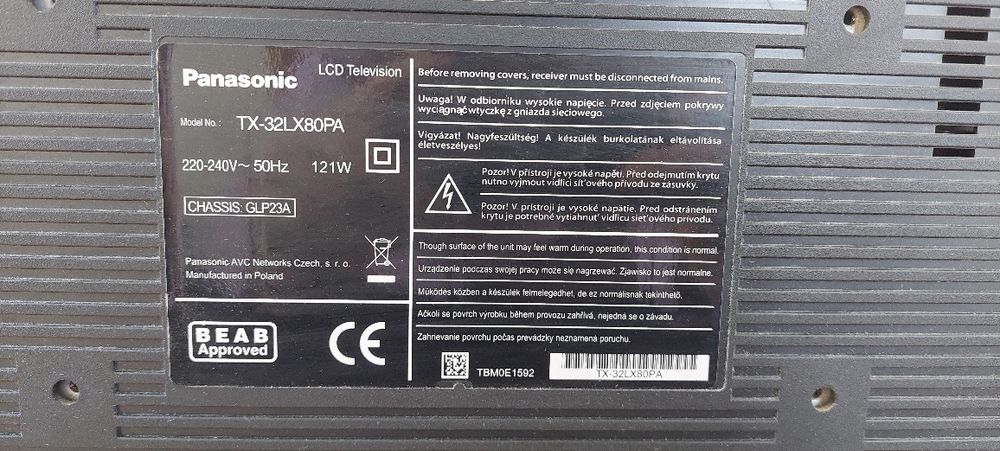 Panasonic
LCD Television
Model No. : TX-32LX80PA
220-240V~ 50Hz 121W
CHASSIS: GLP23A
Panasonic AVC Networks Czech, s. r. o.
Manufactured in Poland
BEAB
Approved
CE
Before removing covers, receiver must be disconnected from mains.
Uwaga! W odborniku wysokie napięcie. Przed zdjęciem pokrywy
wyciągnąćwtyczkę z gniazda sieciowego.
Vigyázat! Nagyfeszültség! A készülék burkolatának eltávolítása
életveszélyes!
Pozor! V přístroji je vysoké napětí. Před odejmutím krytu
nutno vyjmout vidlici síťového přívodu ze zásuvky.
Pozor! V prístroji je vysoké napätie. Pred odstránením
krytu je potrebné vytiahnuť vidlicu sieťového prívodu.
Though surface of the unit may feel warm during operation, this condition is normal.
Urządzenie podczas swojej pracy może się nagrzewać. Zjawisko to jest normalne.
Működés közben a készülék felmelegedhet, de ez normálisnak tekinthető.
Ačkoli se povrch výrobku během provozu zahřívá, nejedná se o závadu.
Zahrievanie povrchu počas prevádzky neznamená poruchu.
TBM0E1592
TX-32LX80PA